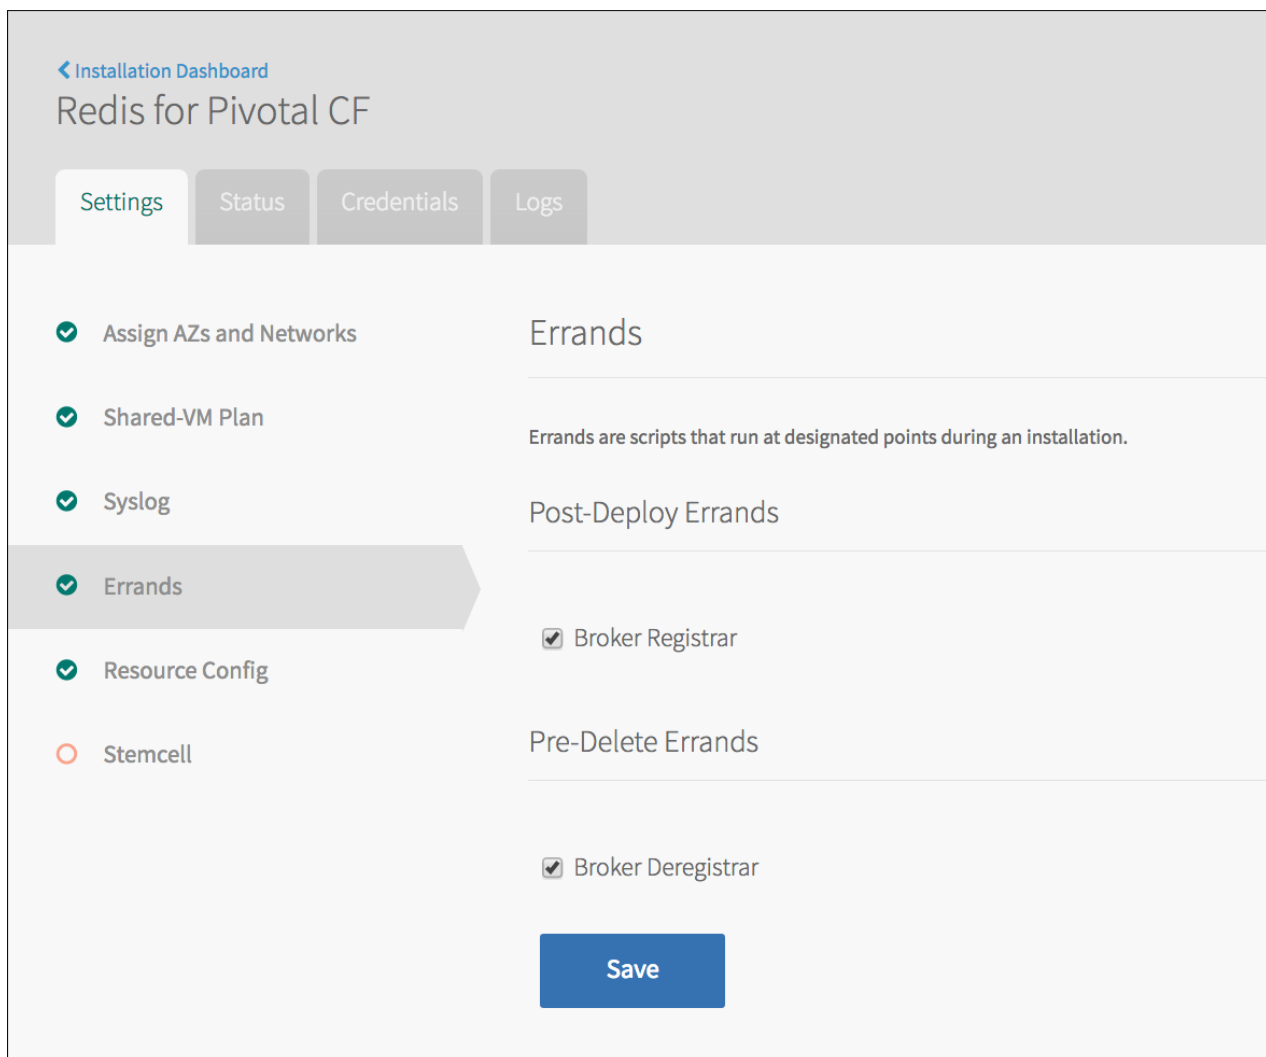 Installation Dashboard
Redis for Pivotal CF
Settings
Status
Credentials
Logs
Assign AZs and Networks
Shared-VM Plan
Syslog
Errands
Resource Config
Stemcell
Errands
Errands are scripts that run at designated points during an installation.
Post-Deploy Errands
Broker Registrar
Pre-Delete Errands
Broker Deregistrar
Save